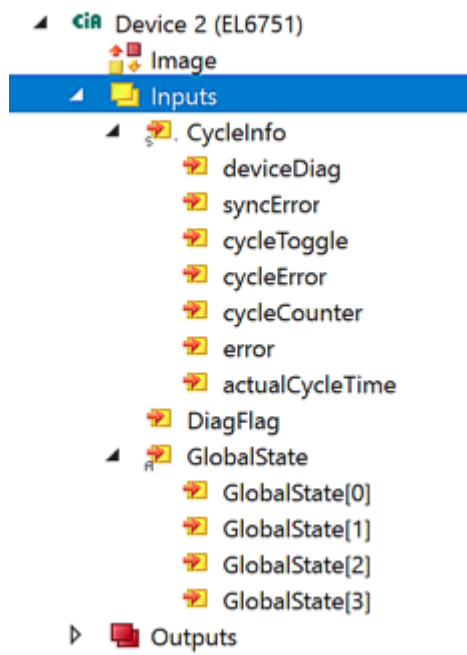 CiA Device 2 (EL6751)
Image
Inputs
S . CycleInfo
deviceDiag
syncError
cycleToggle
cycleError
cycleCounter
error
actualCycleTime
DiagFlag
A GlobalState
GlobalState[0]
GlobalState[1]
GlobalState[2]
GlobalState[3]
Outputs